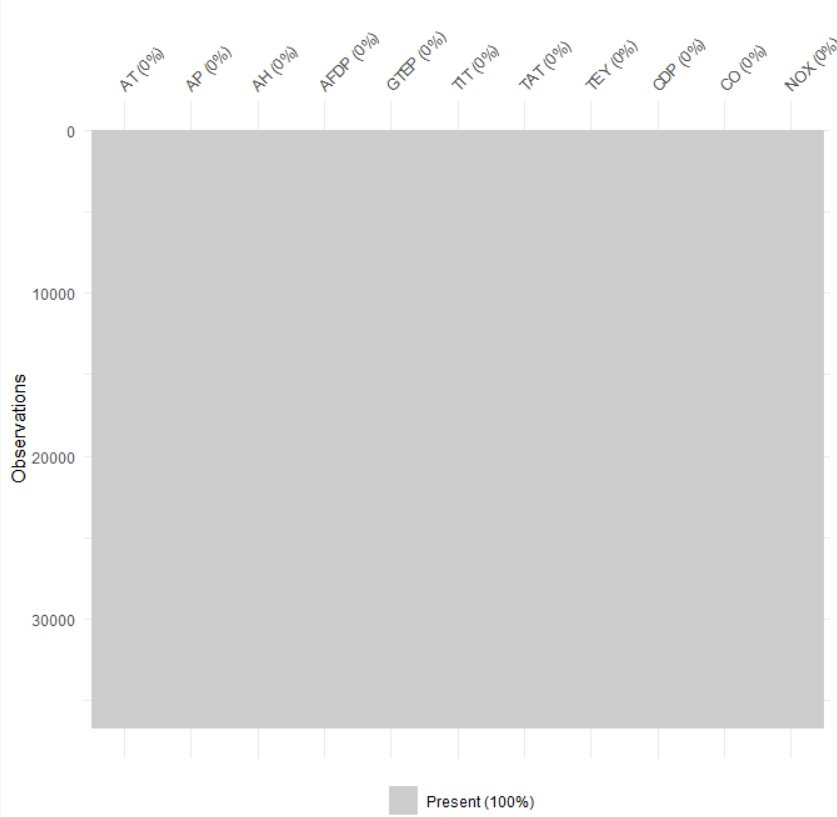 AT (0%) AP (0%) AH (0%) AFDP (0%) GTEP (0%) TIT (0%) TAT (0%) TEY (0%) CDP (0%) CO (0%) NOX (0%)
0
10000
20000
30000
Observations
Present (100%)